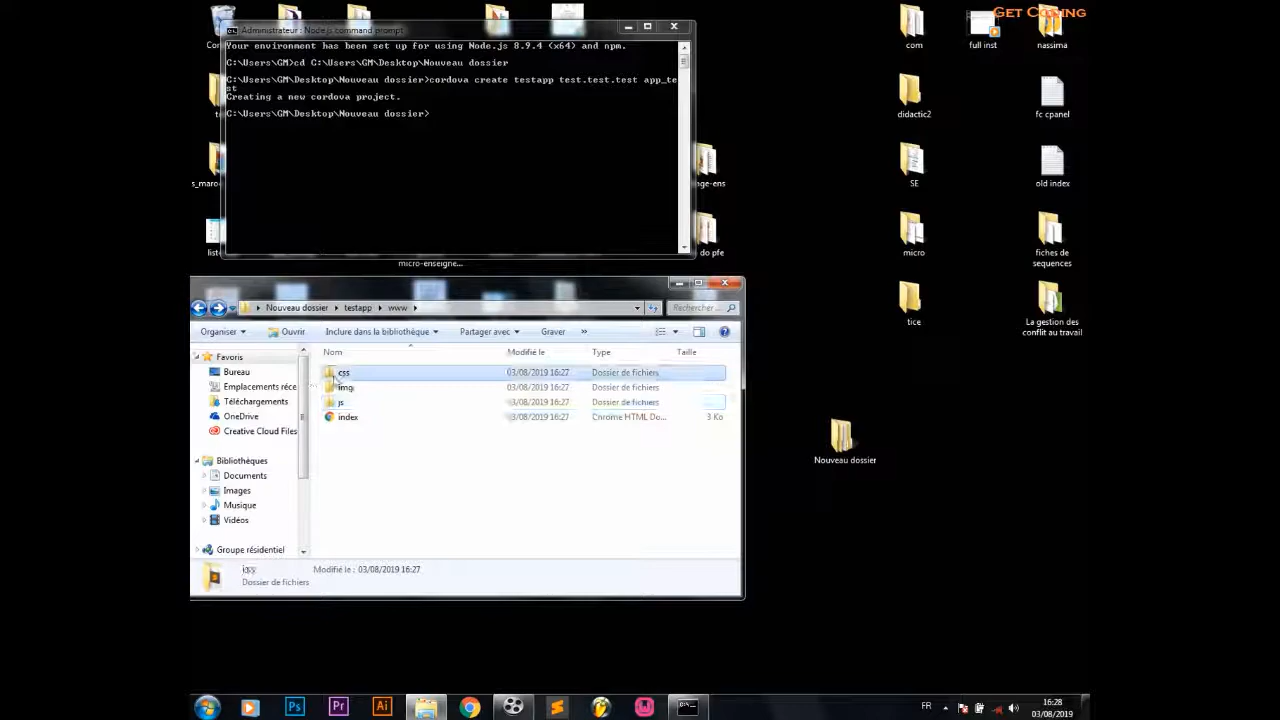 GET CODING
Administrateur : Node.js command prompt
Your environment has been set up for using Node.js 8.9.4 (x64) and npm.
C:\Users\GM>cd C:\Users\GM\Desktop\Nouveau dossier
C:\Users\GM\Desktop\Nouveau dossier>cordova create testapp test.test.test app_te
st
Creating a new cordova project.
C:\Users\GM\Desktop\Nouveau dossier>
com
full inst
nassima
didactic2
fc cpanel
SE
old index
micro
fiches de
sequences
tice
La gestion des
conflit au travail
Nouveau dossier
micro-enseigne...
do pfe
Nouveau dossier
testapp
www
Rechercher...
Organiser
Ouvrir
Inclure dans la bibliothèque
Partager avec
Graver
»
Nom
Modifié le
Type
Taille
css
03/08/2019 16:27
Dossier de fichiers
img
03/08/2019 16:27
Dossier de fichiers
js
03/08/2019 16:27
Dossier de fichiers
index
03/08/2019 16:27
Chrome HTML Do...
3 Ko
Favoris
Bureau
Emplacements réce
Téléchargements
OneDrive
Creative Cloud Files
Bibliothèques
Documents
Images
Musique
Vidéos
Groupe résidentiel
Modifié le : 03/08/2019 16:27
Dossier de fichiers
Ps
Pr
Ai
FR
16:28
03/08/2019